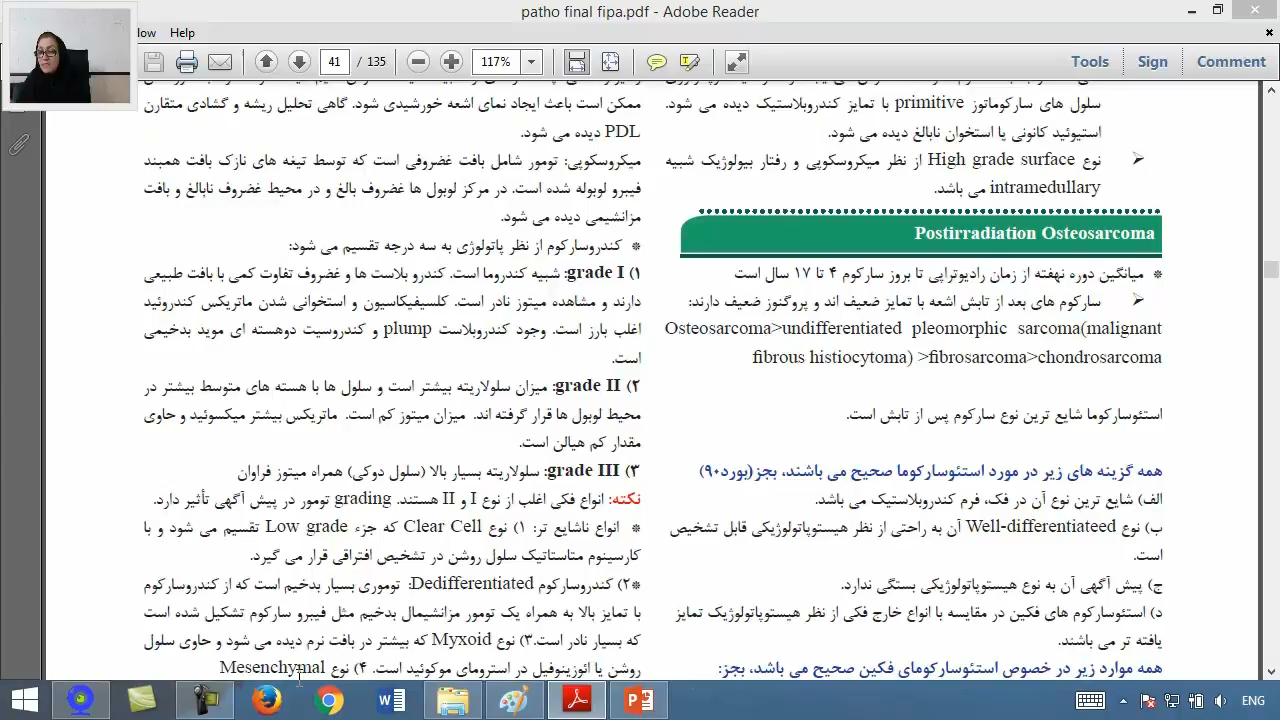 patho final fipa.pdf - Adobe Reader
ow Help
41 / 135
117%
Tools Sign Comment
سلول های سارکوماتوز primitive با تمایز کندروبلاستیک دیده می شود.
استیوئید کانونی یا استخوان نابالغ دیده می شود.
نوع High grade surface از نظر میکروسکوپی و رفتار بیولوژیک شبیه
intramedullary می باشد.
Postirradiation Osteosarcoma
میانگین دوره نهفته از زمان رادیوتراپی تا بروز سارکوم ۴ تا ۱۷ سال است
سارکوم های بعد از تابش اشعه با تمایز ضعیف اند و پروگنوز ضعیف دارند:
Osteosarcoma>undifferentiated pleomorphic sarcoma(malignant
fibrous histiocytoma) >fibrosarcoma>chondrosarcoma
استئوسارکوما شایع ترین نوع سارکوم پس از تابش است.
همه گزینه های زیر در مورد استئوسارکوما صحیح می باشند، بجز(بورد۹۰)
الف) شایع ترین نوع آن در فک، فرم کندروبلاستیک می باشد.
ب) نوع Well-differentiateed آن به راحتی از نظر هیستوپاتولوژیکی قابل تشخیص
است.
ج) پیش آگهی آن به نوع هیستوپاتولوژیکی بستگی ندارد.
د) استئوسارکوم های فکین در مقایسه با انواع خارج فکی از نظر هیستوپاتولوژیک تمایز
یافته تر می باشند.
همه موارد زیر در خصوص استئوسارکومای فکین صحیح می باشد، بجز:
ممکن است باعث ایجاد نمای اشعه خورشیدی شود. گاهی تحلیل ریشه و گشادی متقارن
PDL دیده می شود.
میکروسکوپی: تومور شامل بافت غضروفی است که توسط تیغه های نازک بافت همبند
فیبرو لوبوله شده است. در مرکز لوبول ها غضروف بالغ و در محیط غضروف نابالغ و بافت
مزانشیمی دیده می شود.
* کندروسارکوم از نظر پاتولوژی به سه درجه تقسیم می شود:
۱) grade I: شبیه کندروما است. کندرو بلاست ها و غضروف تفاوت کمی با بافت طبیعی
دارند و مشاهده میتوز نادر است. کلسیفیکاسیون و استخوانی شدن ماتریکس کندروئید
اغلب بارز است. وجود کندروبلاست plump و کندروسیت دوهسته ای موید بدخیمی
است.
۲) grade II: میزان سلولاریته بیشتر است و سلول ها با هسته های متوسط بیشتر در
محیط لوبول ها قرار گرفته اند. میزان میتوز کم است. ماتریکس بیشتر میکسوئید و حاوی
مقدار کم هیالن است.
۳) grade III: سلولاریته بسیار بالا (سلول دوکی) همراه میتوز فراوان
نکته: انواع فکی اغلب از نوع I و II هستند. grading تومور در پیش آگهی تأثیر دارد.
* انواع ناشایع تر: ۱) نوع Clear Cell که جزء Low grade تقسیم می شود و با
کارسینوم متاستاتیک سلول روشن در تشخیص افتراقی قرار می گیرد.
*۲) کندروسارکوم Dedifferentiated: توموری بسیار بدخیم است که از کندروسارکوم
با تمایز بالا به همراه یک تومور مزانشیمال بدخیم مثل فیبرو سارکوم تشکیل شده است
که بسیار نادر است.۳) نوع Myxoid که بیشتر در بافت نرم دیده می شود و حاوی سلول
روشن یا ائوزینوفیل در استرومای موکوئید است. ۴) نوع Mesenchymal
ENG